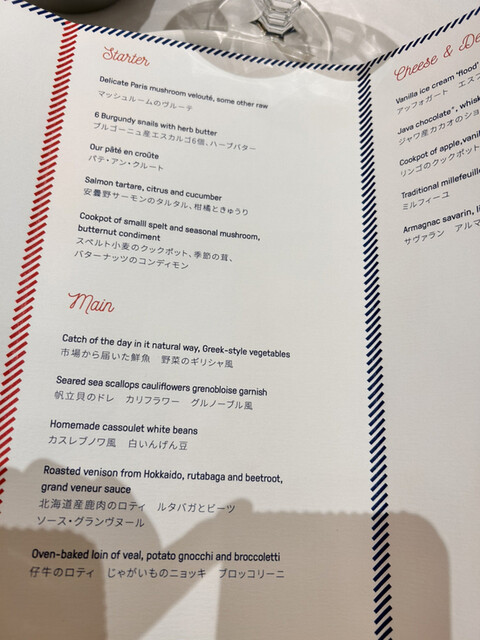 Starter
Delicate Paris mushroom velouté, some other raw
マッシュルームのヴルーテ
6 Burgundy snails with herb butter
ブルゴーニュ産エスカルゴ6個、ハーブバター
Our pâté en croûte
パテ・アン・クルート
Salmon tartare, citrus and cucumber
安曇野サーモンのタルタル、柑橘ときゅうり
Cookpot of smalll spelt and seasonal mushroom,
butternut condiment
スペルト小麦のクックポット、季節の茸、
バターナッツのコンディモン
Main
Catch of the day in it natural way, Greek-style vegetables
市場から届いた鮮魚 野菜のギリシャ風
Seared sea scallops cauliflowers grenobloise garnish
帆立貝のドレ カリフラワー グルノーブル風
Homemade cassoulet white beans
カスレブノワ風 白いんげん豆
Roasted venison from Hokkaido, rutabaga and beetroot,
grand veneur sauce
北海道産鹿肉のロティ ルタバガとビーツ
ソース・グランヴヌール
Oven-baked loin of veal, potato gnocchi and broccoletti
仔牛のロティ じゃがいものニョッキ ブロッコリーニ
Cheese &
Vanilla ice cream
アッフォガート
Java chocolate",
ジャワ産カカオの
Cookpot of apple,
リンゴのクックポット
Traditional millefeuille
ミルフィーユ
Armagnac savarin,
サヴァラン